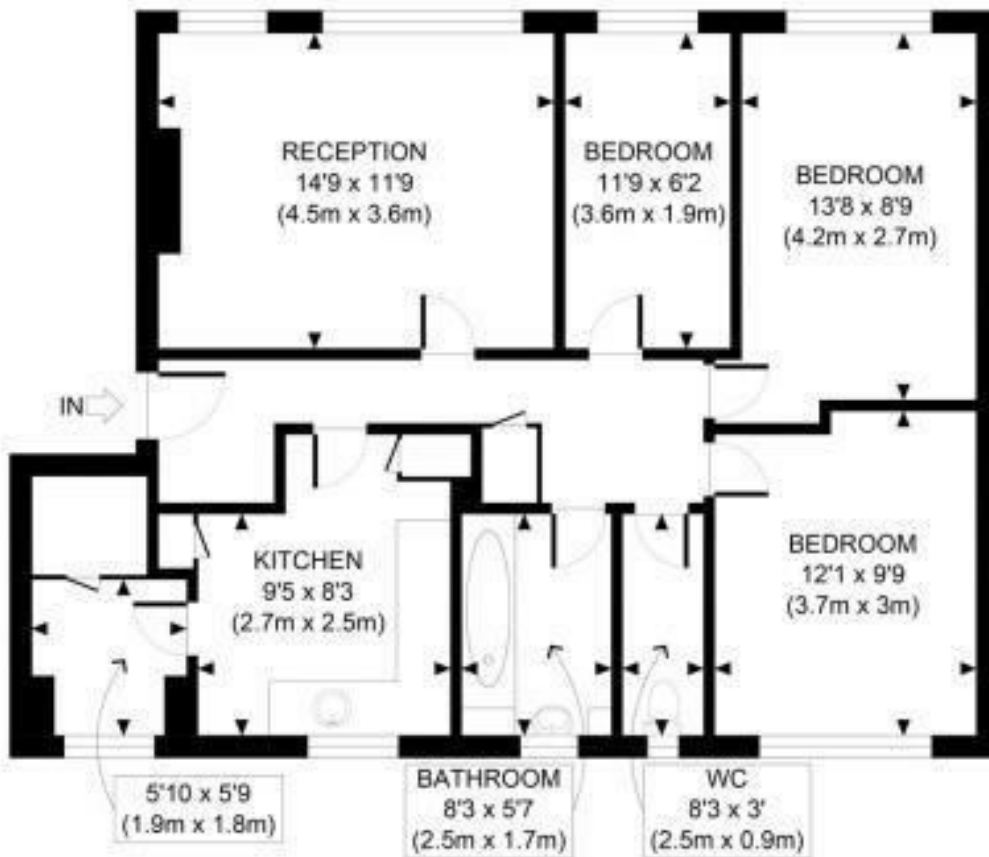 RECEPTION
14'9 x 11'9
(4.5m x 3.6m)
BEDROOM
11'9 x 6'2
(3.6m x 1.9m)
BEDROOM
13'8 x 8'9
(4.2m x 2.7m)
IN
KITCHEN
9'5 x 8'3
(2.7m x 2.5m)
BEDROOM
12'1 x 9'9
(3.7m x 3m)
5'10 x 5'9
(1.9m x 1.8m)
BATHROOM
8'3 x 5'7
(2.5m x 1.7m)
WC
8'3 x 3'
(2.5m x 0.9m)